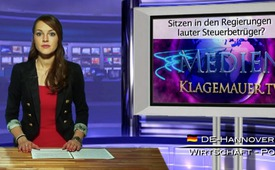 Sitzen in den Regierungen
lauter Steuerbetrüger?
MEDIEN
KLAGEMAUER.TV
DE-HANNOVER
WIRTSCHAFT - PO